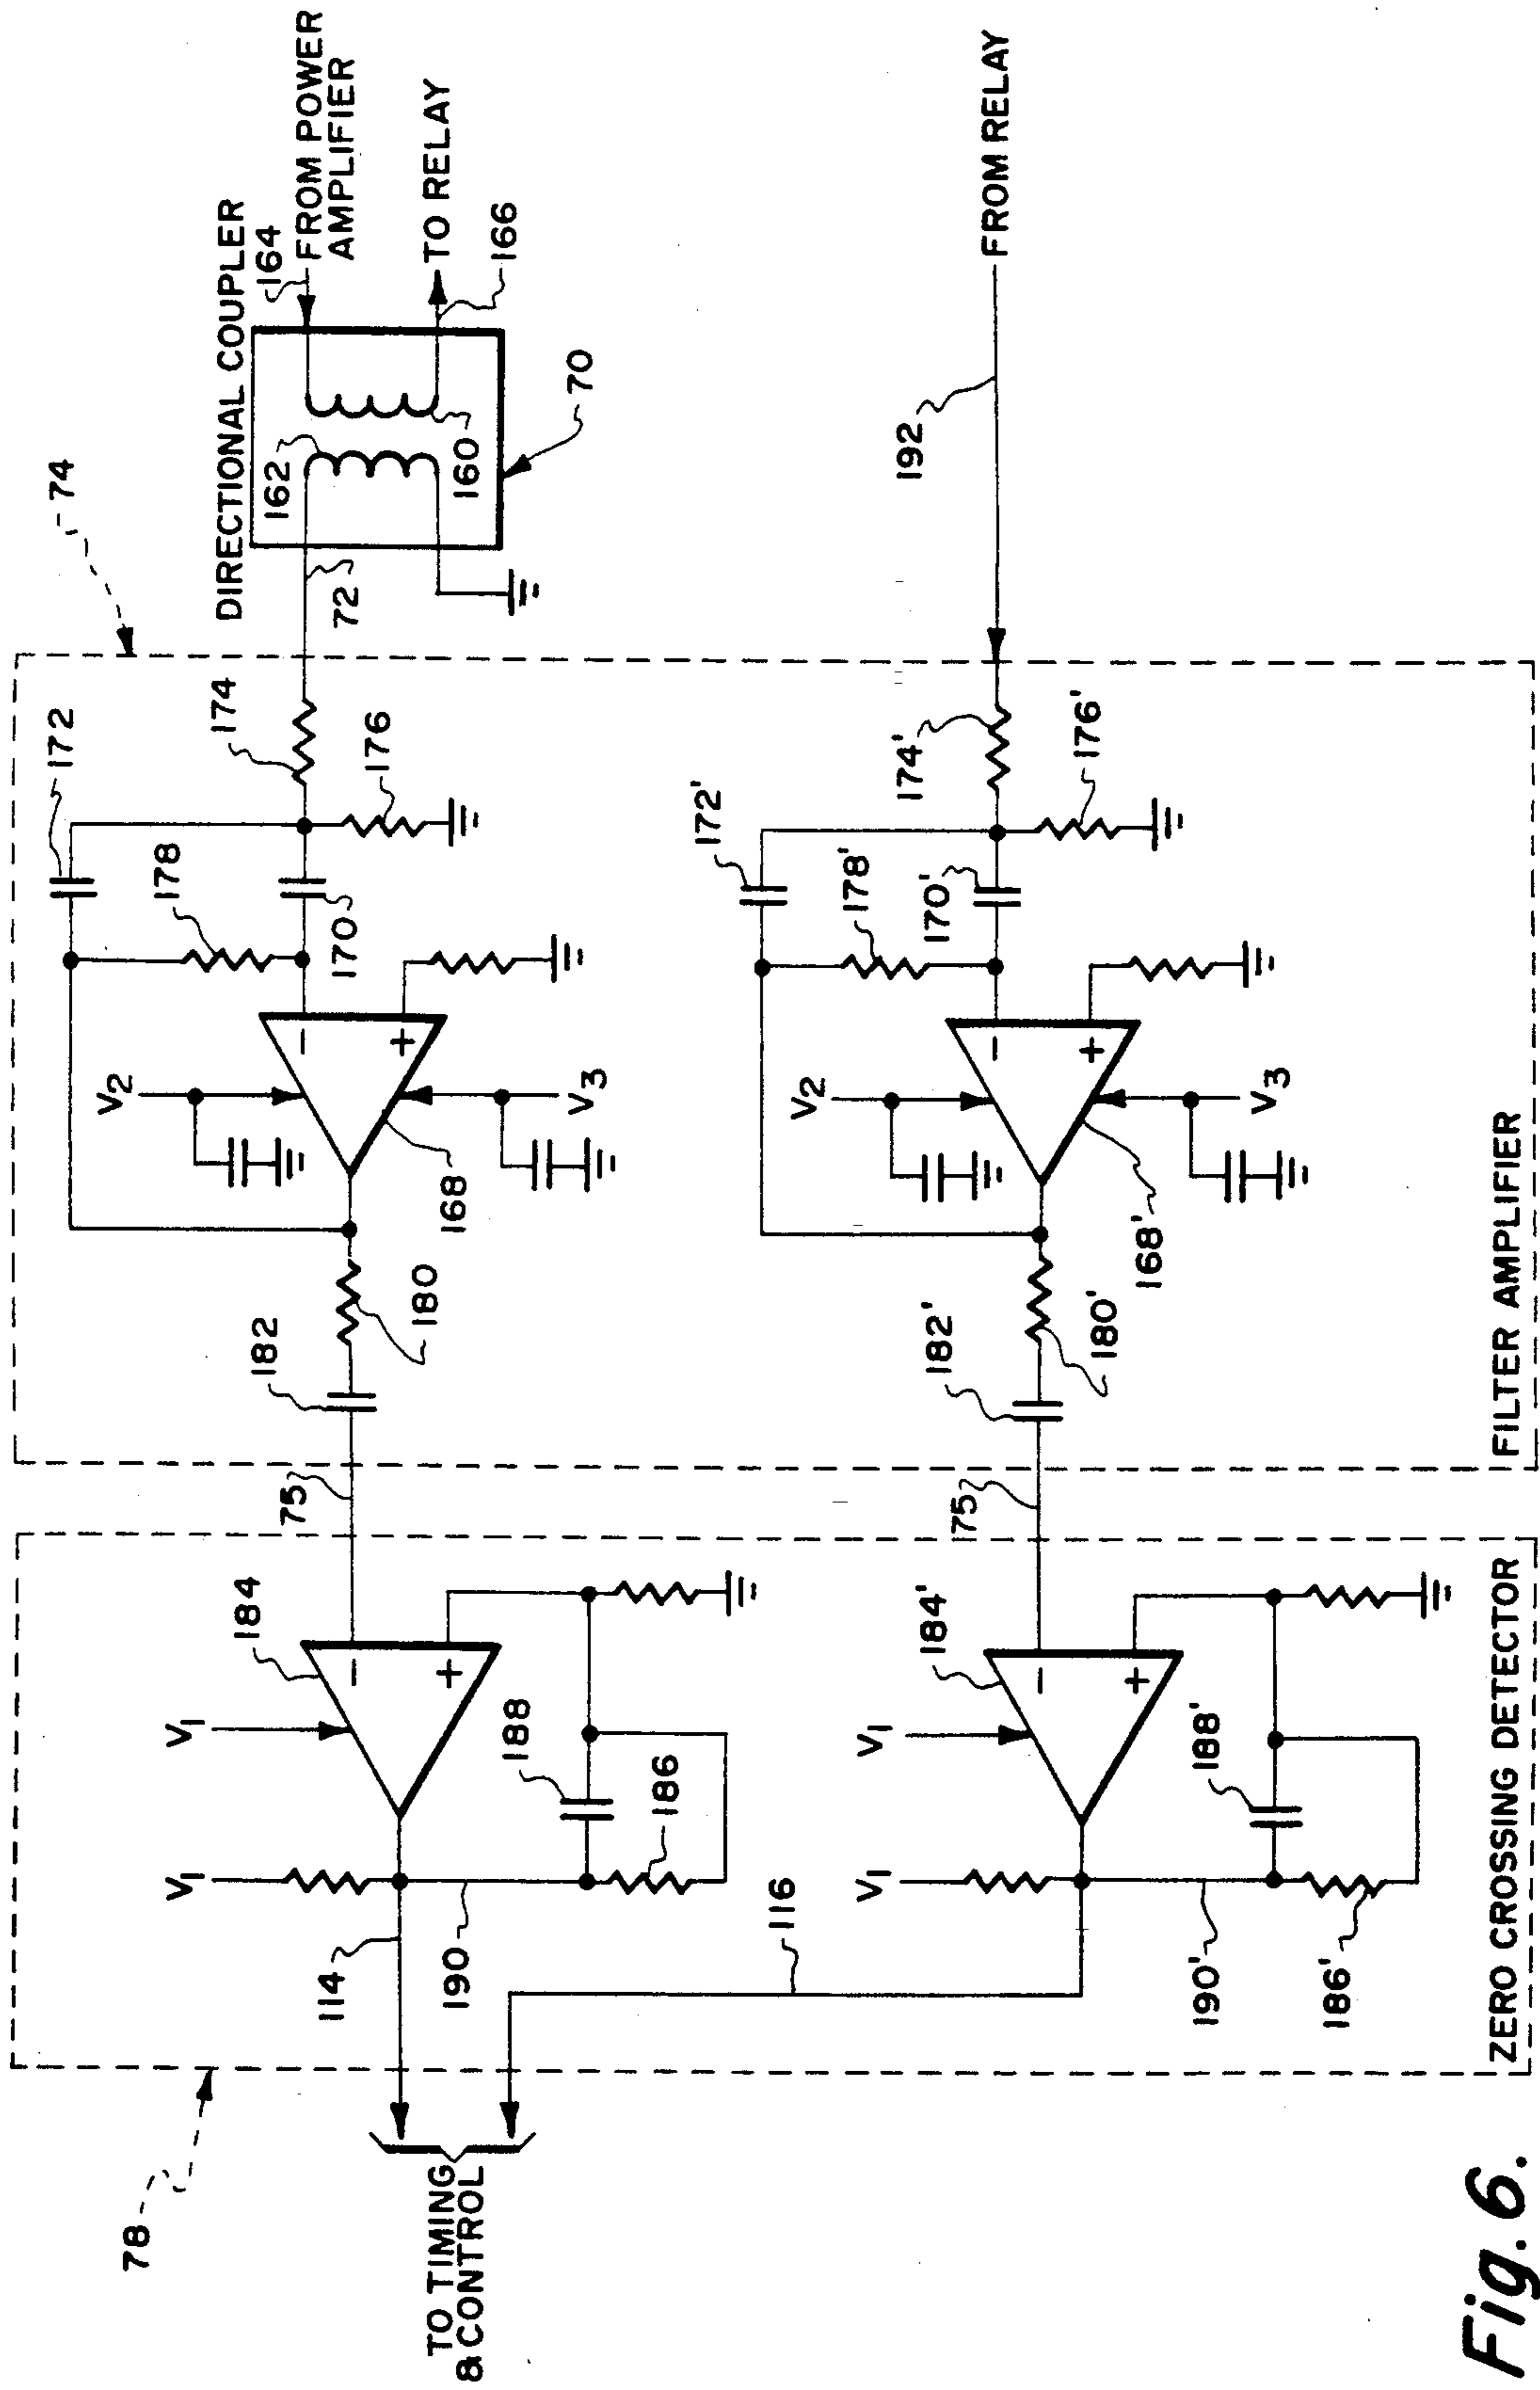 DIRECTIONAL COUPLER
164
FROM POWER
AMPLIFIER
TO RELAY
166
162
160
70
72
74
172
174
176
178
170
V2
V3
168
180
182
75
184
V1
188
186
V1
190
114
116
78
TO TIMING
& CONTROL
FROM RELAY
192
174'
176'
172'
178'
170'
V2
V3
168'
180'
182'
75
184'
V1
188'
V1
190'
186'
FILTER AMPLIFIER
ZERO CROSSING DETECTOR
Fig. 6.